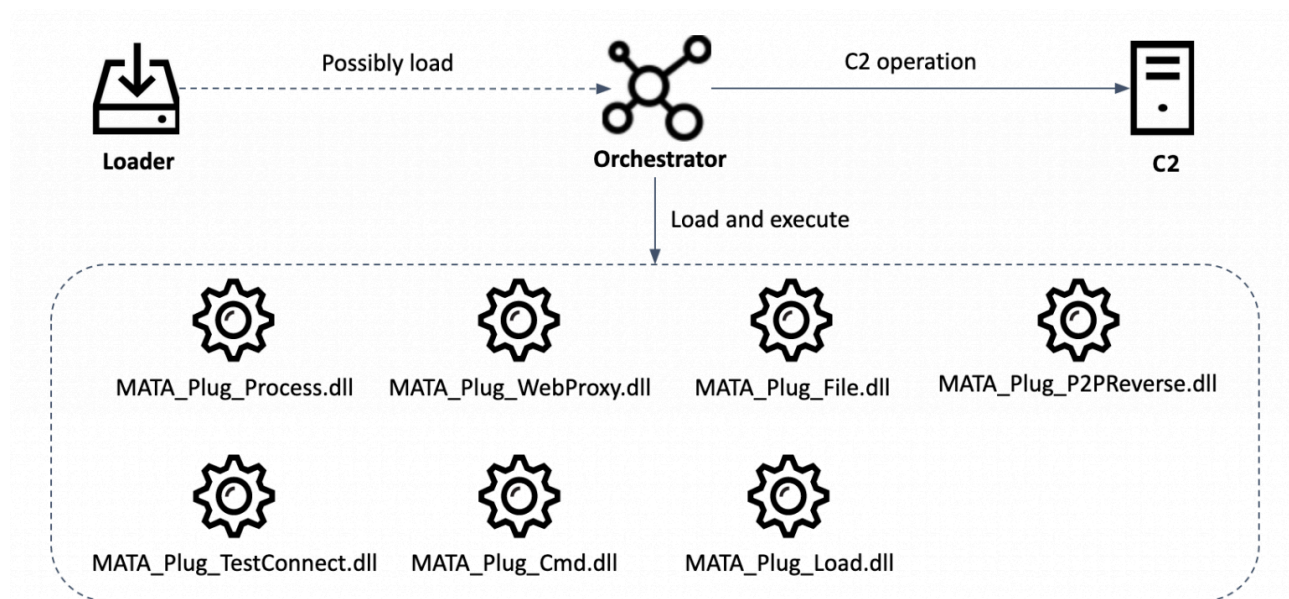 Possibly load
C2 operation
Loader
Orchestrator
C2
Load and execute
MATA_Plug_Process.dll
MATA_Plug_WebProxy.dll
MATA_Plug_File.dll
MATA_Plug_P2PReverse.dll
MATA_Plug_TestConnect.dll
MATA_Plug_Cmd.dll
MATA_Plug_Load.dll